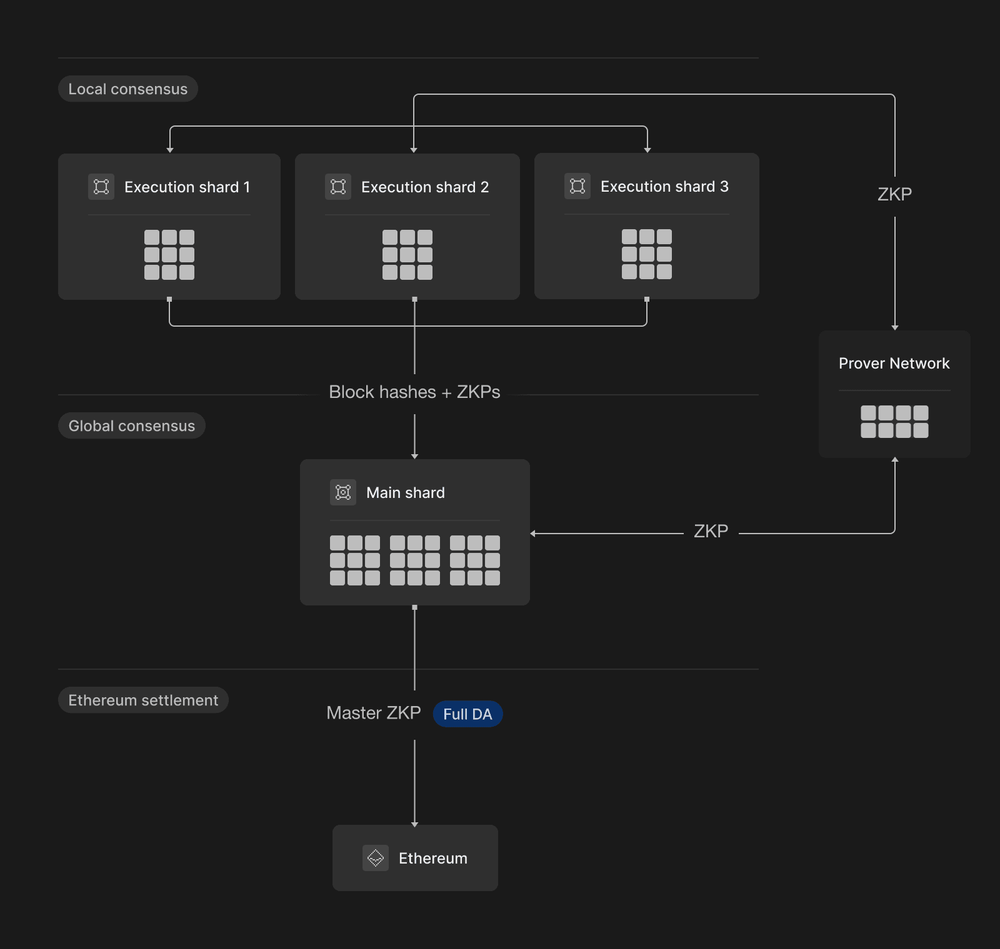 Local consensus
Execution shard 1
Execution shard 2
Execution shard 3
ZKP
Prover Network
Block hashes + ZKPs
Global consensus
Main shard
ZKP
Ethereum settlement
Master ZKP
Full DA
Ethereum